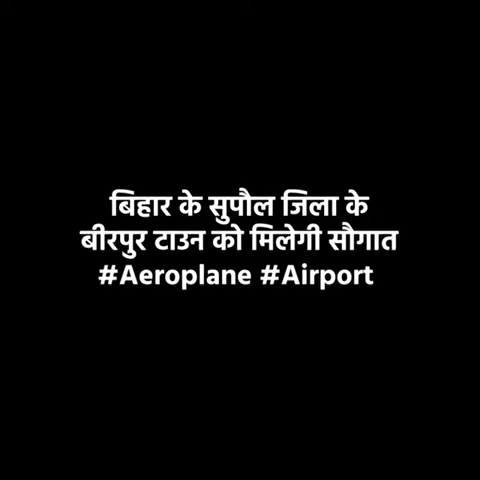 बिहार के सुपौल जिला के
बीरपुर टाउन को मिलेगी सौगात
#Aeroplane #Airport